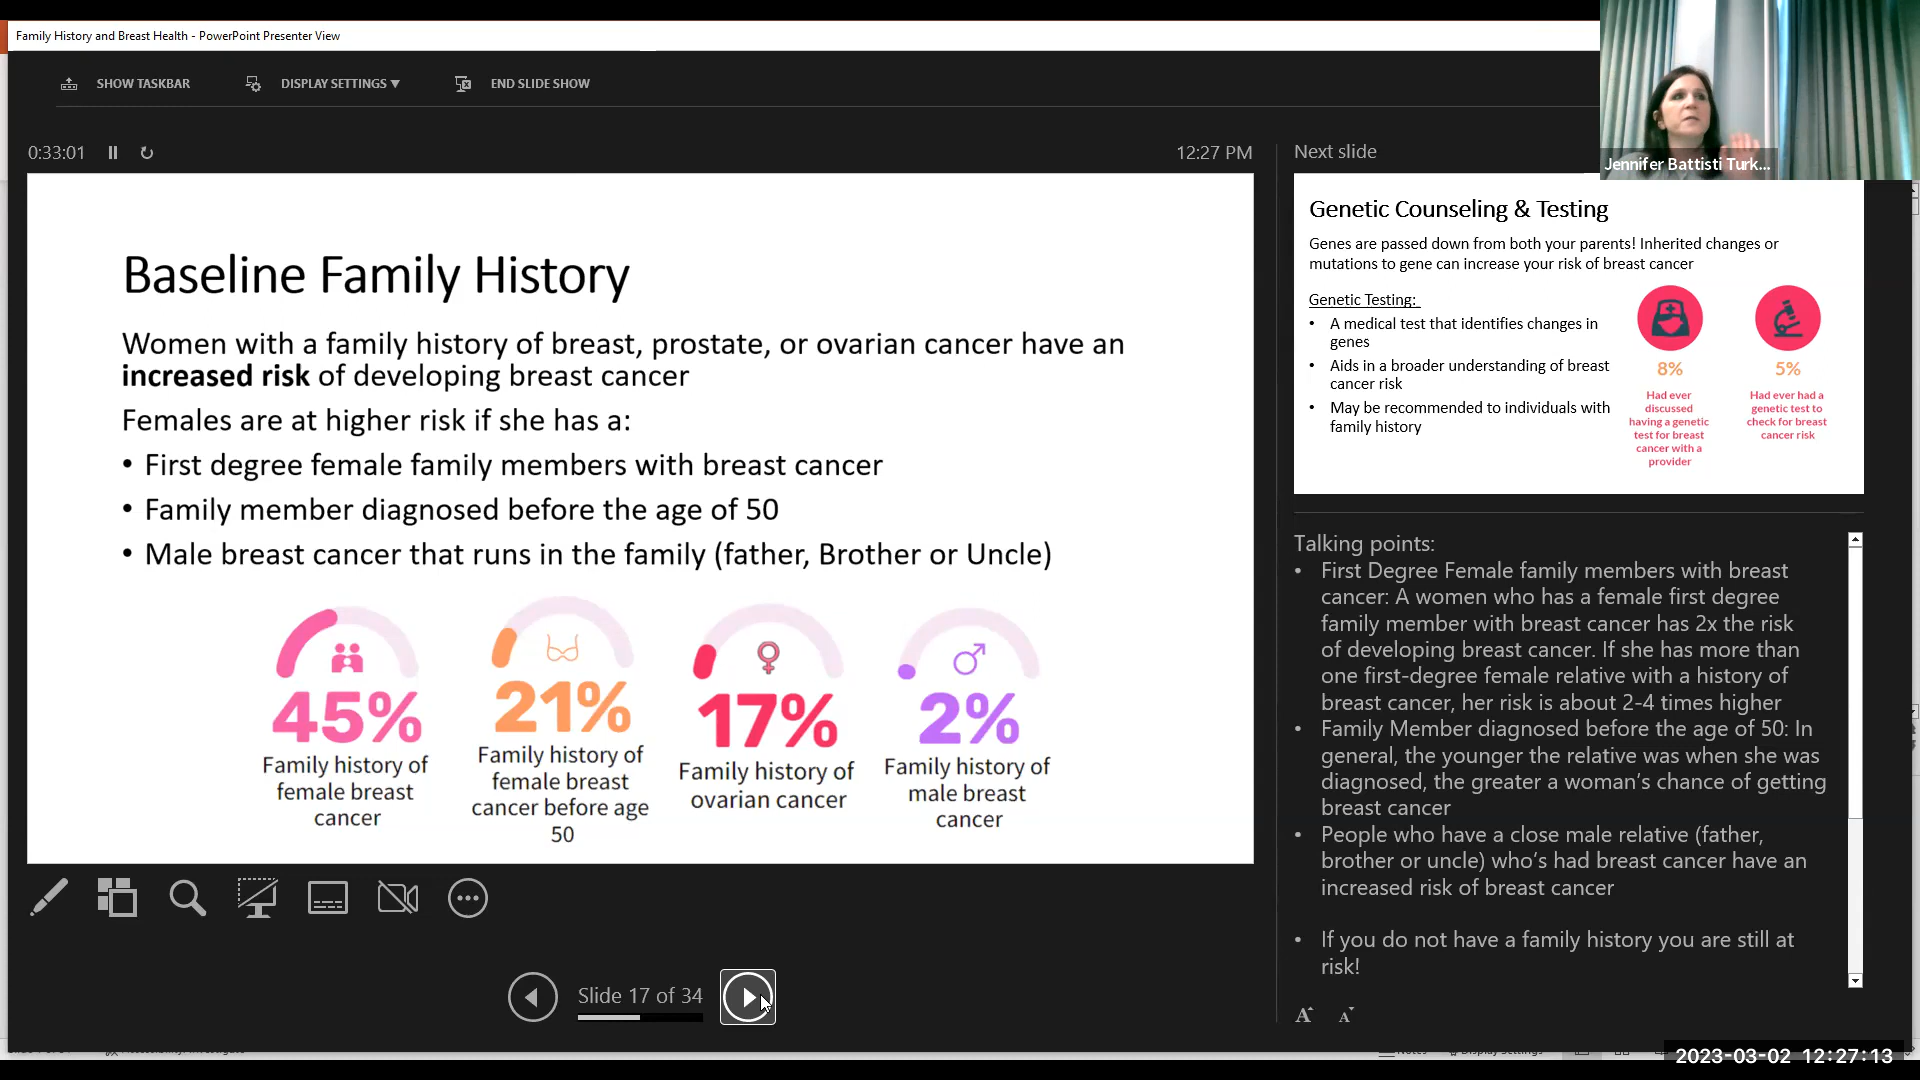 Family History and Breast Health - PowerPoint Presenter View
SHOW TASKBAR
DISPLAY SETTINGS ▼
END SLIDE SHOW
Jennifer Battisti Turk...
0:33:01
12:27 PM
Baseline Family History
Women with a family history of breast, prostate, or ovarian cancer have an
increased risk of developing breast cancer
Females are at higher risk if she has a:
• First degree female family members with breast cancer
• Family member diagnosed before the age of 50
• Male breast cancer that runs in the family (father, Brother or Uncle)
45%
Family history of
female breast
cancer
21%
Family history of
female breast
cancer before age
50
17%
Family history of
ovarian cancer
2%
Family history of
male breast
cancer
Slide 17 of 34
Next slide
Genetic Counseling & Testing
Genes are passed down from both your parents! Inherited changes or
mutations to gene can increase your risk of breast cancer
Genetic Testing:
• A medical test that identifies changes in
genes
• Aids in a broader understanding of breast
cancer risk
• May be recommended to individuals with
family history
8%
Had ever
discussed
having a genetic
test for breast
cancer with a
provider
5%
Had ever had a
genetic test to
check for breast
cancer risk
Talking points:
• First Degree Female family members with breast
cancer: A women who has a female first degree
family member with breast cancer has 2x the risk
of developing breast cancer. If she has more than
one first-degree female relative with a history of
breast cancer, her risk is about 2-4 times higher
• Family Member diagnosed before the age of 50: In
general, the younger the relative was when she was
diagnosed, the greater a woman's chance of getting
breast cancer
• People who have a close male relative (father,
brother or uncle) who's had breast cancer have an
increased risk of breast cancer
• If you do not have a family history you are still at
risk!
A A
2023-03-02 12:27:13